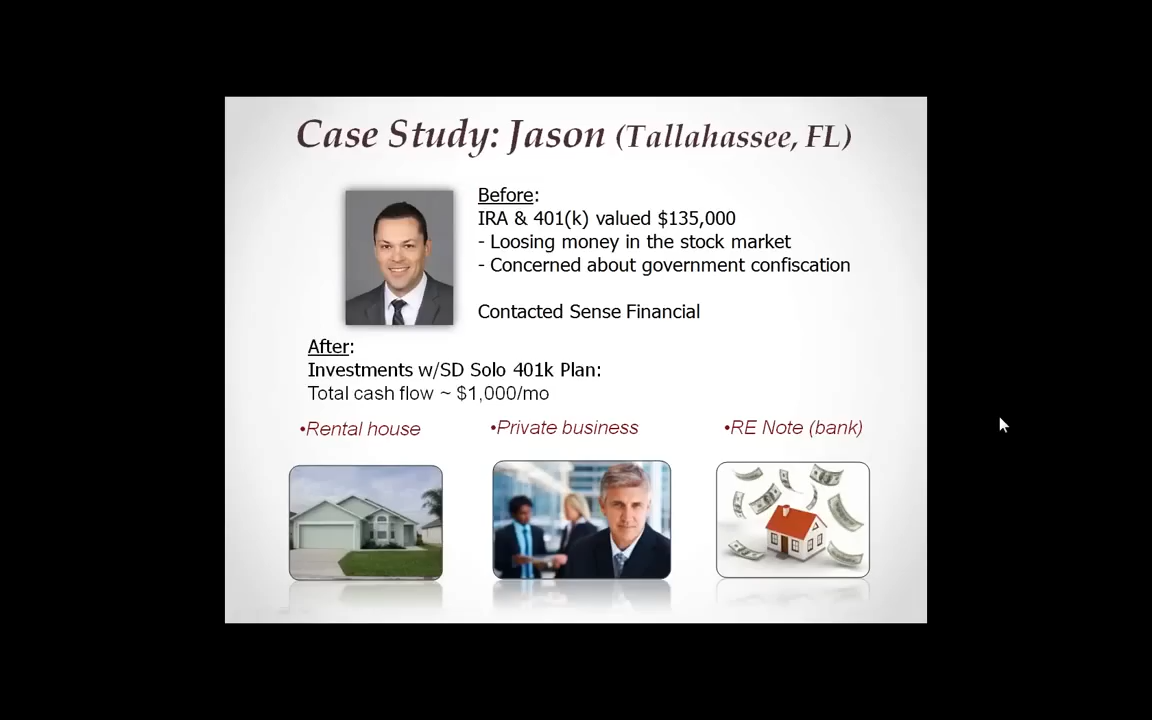 Case Study: Jason (Tallahassee, FL)
Before:
IRA & 401(k) valued $135,000
- Loosing money in the stock market
- Concerned about government confiscation
Contacted Sense Financial
After:
Investments w/SD Solo 401k Plan:
Total cash flow ~ $1,000/mo
•Rental house
•Private business
•RE Note (bank)